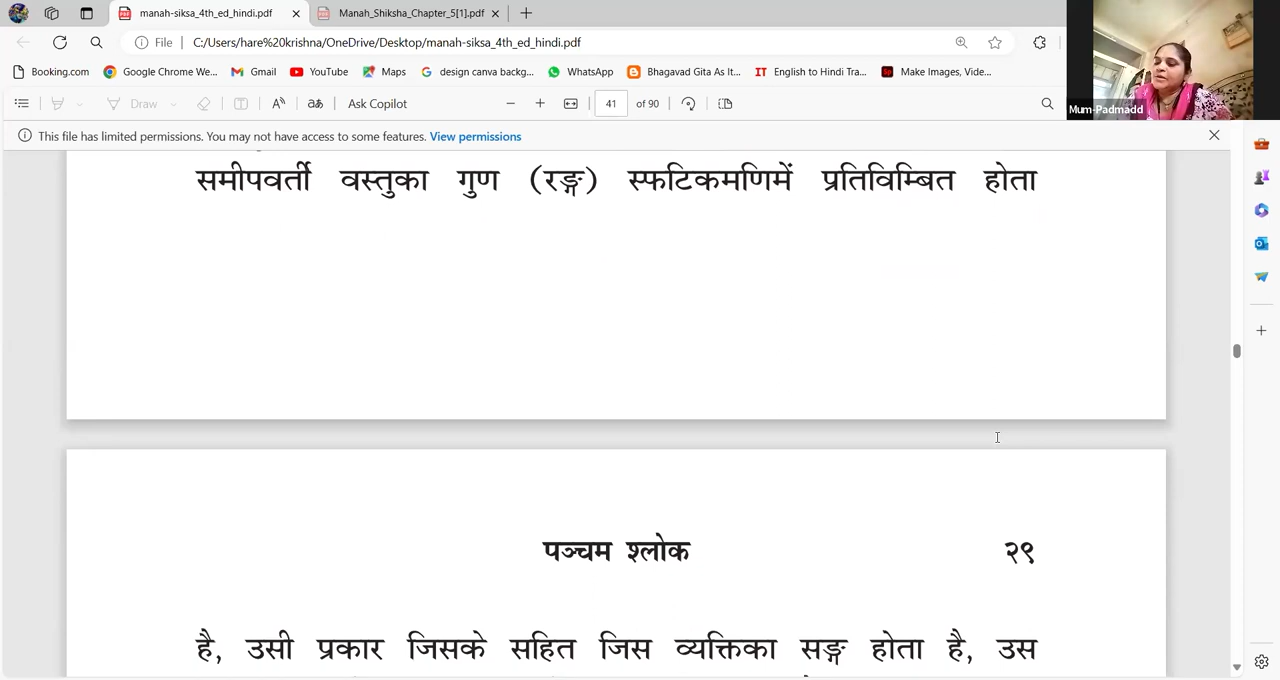 manah-siksa_4th_ed_hindi.pdf
Manah_Shiksha_Chapter_5[1].pdf
File
C:/Users/hare%20krishna/OneDrive/Desktop/manah-siksa_4th_ed_hindi.pdf
Booking.com
Google Chrome We...
Gmail
YouTube
Maps
design canva backg...
WhatsApp
Bhagavad Gita As It...
English to Hindi Tra...
Make Images, Vide...
Mum-Padmadd
Draw
Ask Copilot
41 of 90
This file has limited permissions. You may not have access to some features. View permissions
समीपवर्ती वस्तुका गुण (रङ्ग) स्फटिकमणिमें प्रतिविम्बित होता
पञ्चम श्लोक २९
है, उसी प्रकार जिसके सहित जिस व्यक्तिका सङ्ग होता है, उस